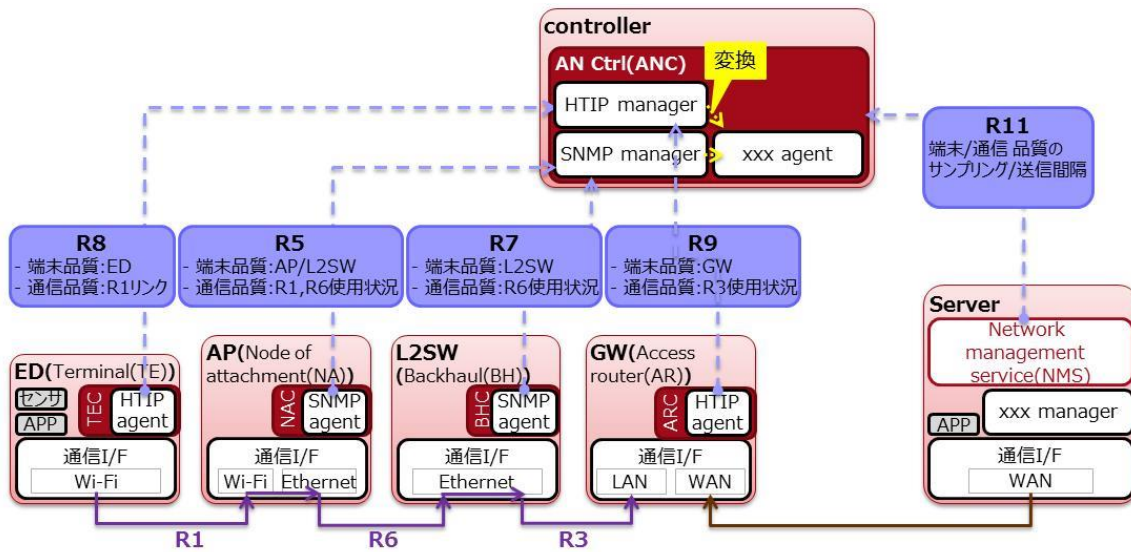 controller
AN Ctrl(ANC)
変換
HTIP manager
SNMP manager
xxx agent
R11
端末/通信 品質の
サンプリング/送信間隔
R8
- 端末品質:ED
- 通信品質:R1リンク
R5
- 端末品質:AP/L2SW
- 通信品質:R1,R6使用状況
R7
- 端末品質:L2SW
- 通信品質:R6使用状況
R9
- 端末品質:GW
- 通信品質:R3使用状況
ED(Terminal(TE))
センサ
APP
TEC
HTIP
agent
通信I/F
Wi-Fi
AP(Node of
attachment(NA))
NAC
SNMP
agent
通信I/F
Wi-Fi
Ethernet
L2SW
(Backhaul(BH))
BHC
SNMP
agent
通信I/F
Ethernet
GW(Access
router(AR))
ARC
HTIP
agent
通信I/F
LAN
WAN
Server
Network
management
service(NMS)
APP
xxx manager
通信I/F
WAN
R1
R6
R3